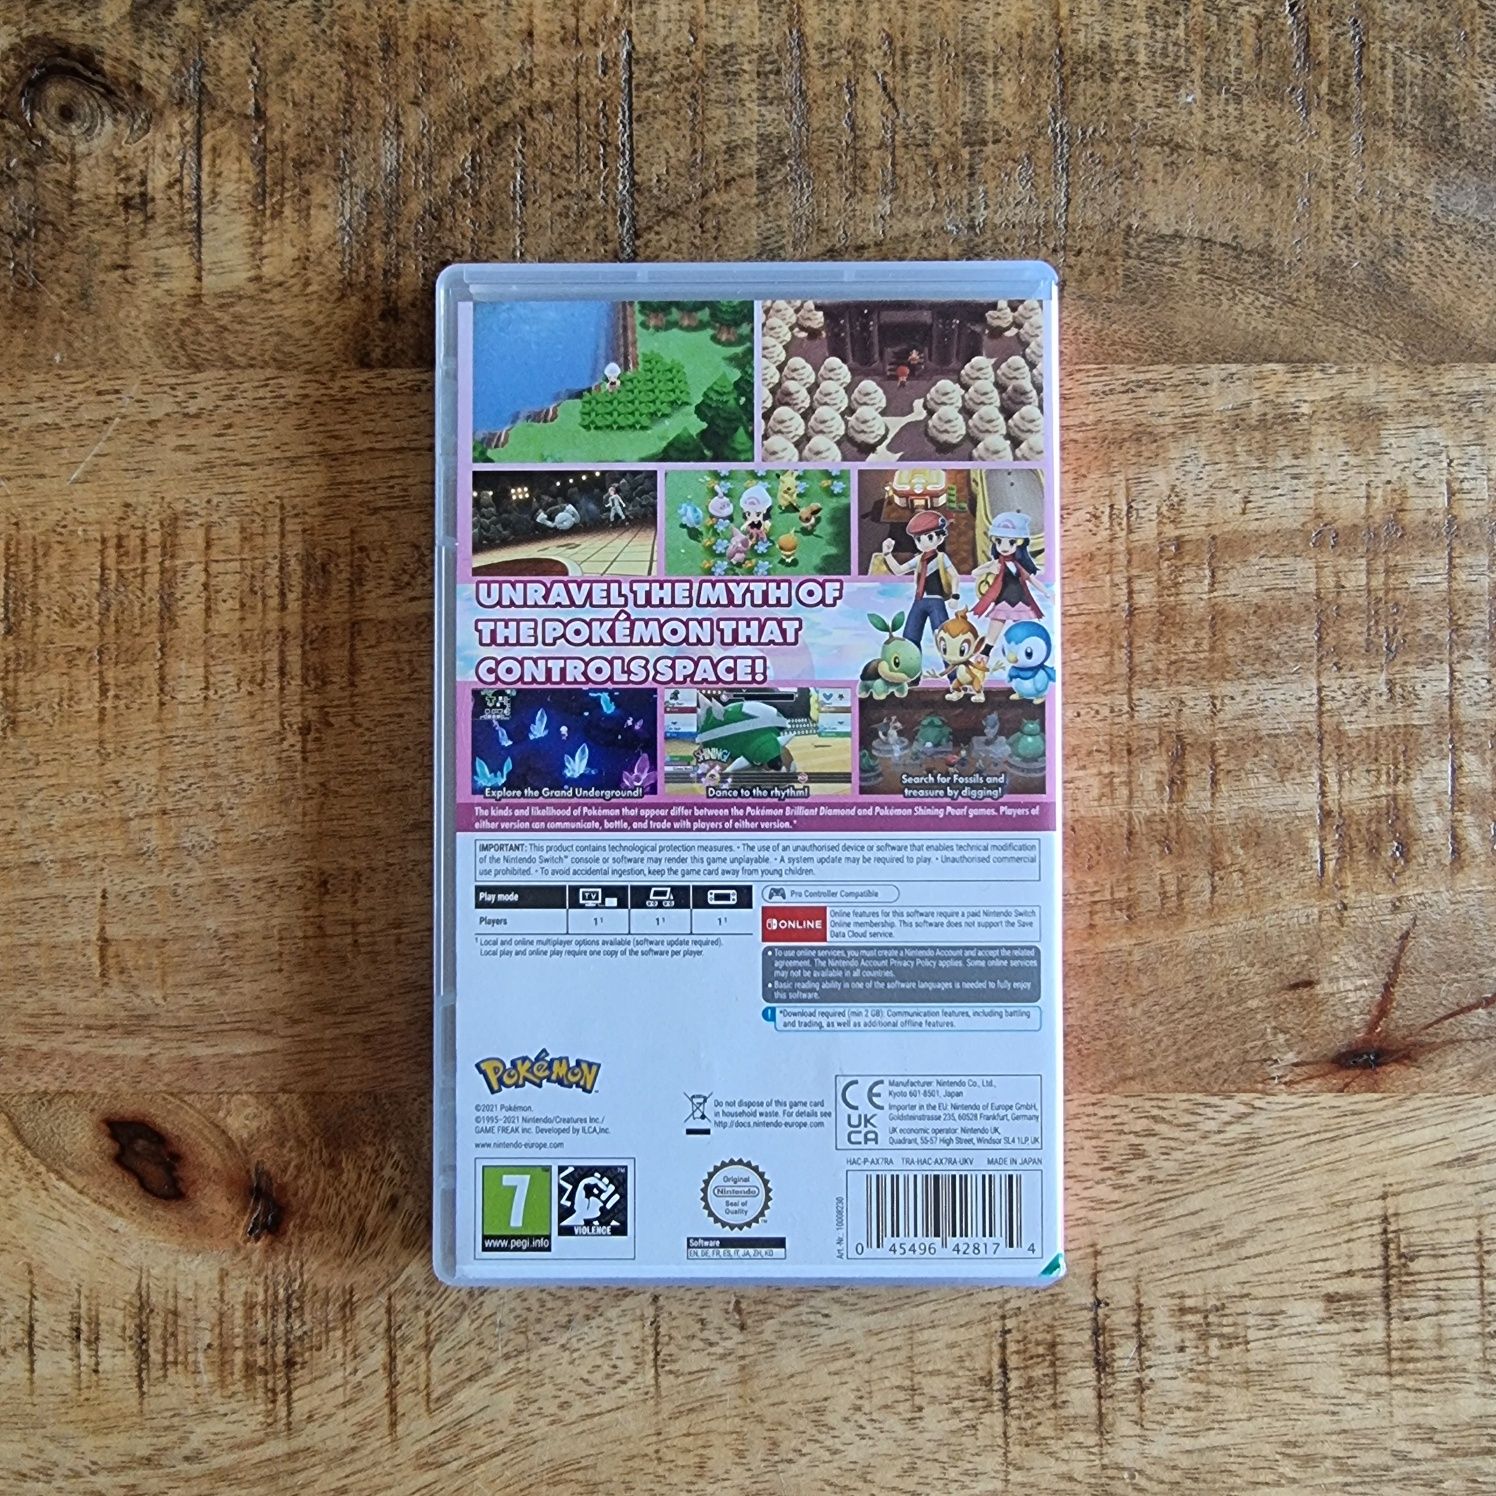 UNRAVEL THE MYTH OF
THE POKÉMON THAT
CONTROLS SPACE!
SHINING!
Explore the Grand Underground!
Dance to the rhythm!
Search for Fossils and
treasure by digging!
The kinds and likelihood of Pokémon that appear differ between the Pokémon Brilliant Diamond and Pokémon Shining Pearl games. Players of
either version can communicate, battle, and trade with players of either version.*
IMPORTANT: This product contains technological protection measures. • The use of an unauthorised device or software that enables technical modification
of the Nintendo Switch™ console or software may render this game unplayable. • A system update may be required to play. • Unauthorised commercial
use prohibited. • To avoid accidental ingestion, keep the game card away from young children.
Play mode
TV
Players
1¹ 1¹ 1¹
¹ Local and online multiplayer options available (software update required).
Local play and online play require one copy of the software per player.
Pro Controller Compatible
ONLINE
Online features for this software require a paid Nintendo Switch
Online membership. This software does not support the Save
Data Cloud service.
• To use online services, you must create a Nintendo Account and accept the related
agreement. The Nintendo Account Privacy Policy applies. Some online services
may not be available in all countries.
• Basic reading ability in one of the software languages is needed to fully enjoy
this software.
! *Download required (min 2 GB): Communication features, including battling
and trading, as well as additional offline features.
POKéMON
©2021 Pokémon.
©1995–2021 Nintendo/Creatures Inc./
GAME FREAK inc. Developed by ILCA,Inc.
www.nintendo-europe.com
Do not dispose of this game card
in household waste. For details see
http://docs.nintendo-europe.com
CE
UK
CA
Manufacturer: Nintendo Co., Ltd.,
Kyoto 601-8501, Japan
Importer in the EU: Nintendo of Europe GmbH,
Goldsteinstrasse 235, 60528 Frankfurt, Germany
UK economic operator: Nintendo UK,
Quadrant, 55-57 High Street, Windsor SL4 1LP, UK
HAC-P-AX7RA TRA-HAC-AX7RA-UKV MADE IN JAPAN
7
www.pegi.info
VIOLENCE
™
Original
Nintendo
Seal of
Quality
™
Software
EN, DE, FR, ES, IT, JA, ZH, KO
Art.-Nr. 10008230
0 45496 42817 4